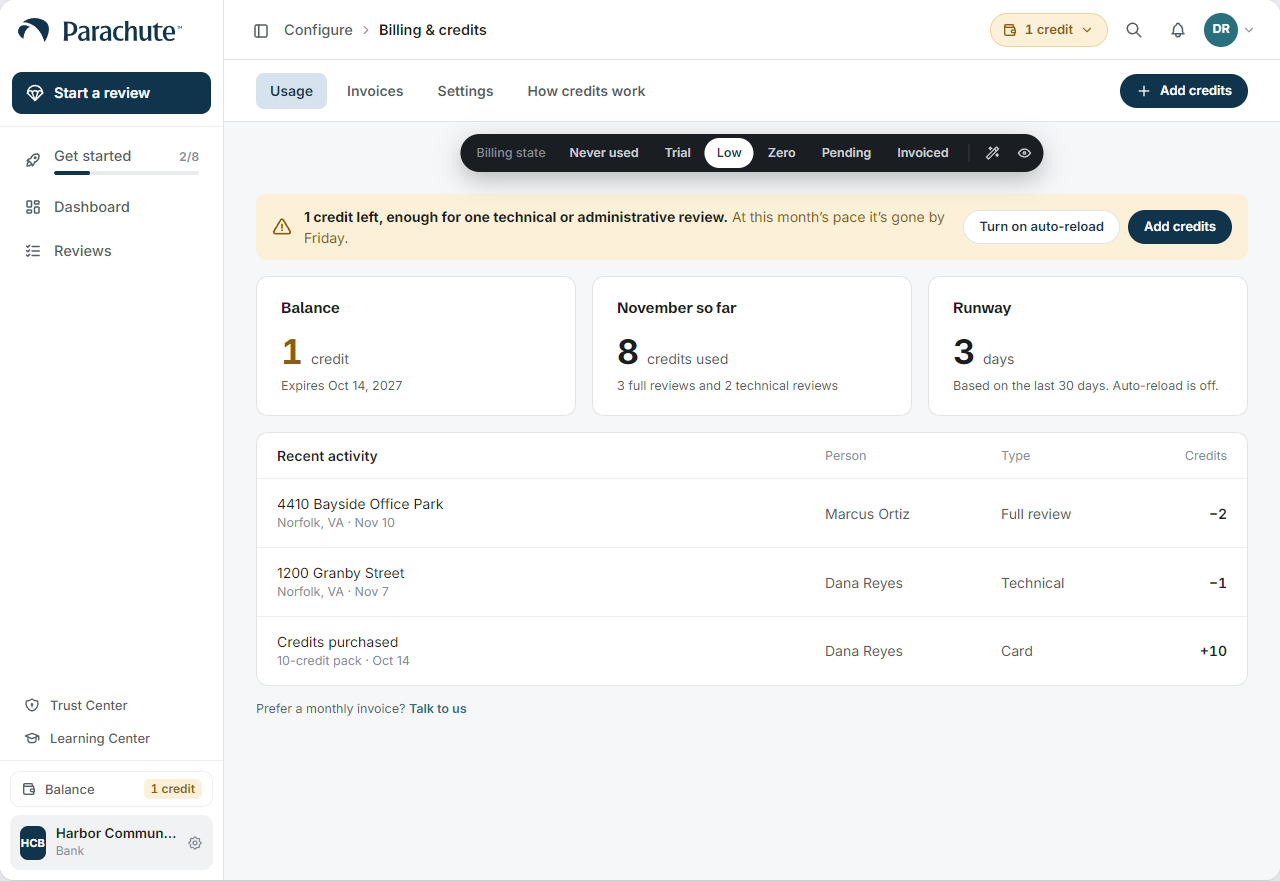 Parachute™
Configure > Billing & credits
1 credit
DR
Start a review
Usage
Invoices
Settings
How credits work
+ Add credits
Get started
2/8
Dashboard
Reviews
Billing state
Never used
Trial
Low
Zero
Pending
Invoiced
1 credit left, enough for one technical or administrative review. At this month’s pace it’s gone by
Friday.
Turn on auto-reload
Add credits
Balance
1 credit
Expires Oct 14, 2027
November so far
8 credits used
3 full reviews and 2 technical reviews
Runway
3 days
Based on the last 30 days. Auto-reload is off.
Recent activity
Person
Type
Credits
4410 Bayside Office Park
Norfolk, VA · Nov 10
Marcus Ortiz
Full review
−2
1200 Granby Street
Norfolk, VA · Nov 7
Dana Reyes
Technical
−1
Credits purchased
10-credit pack · Oct 14
Dana Reyes
Card
+10
Prefer a monthly invoice? Talk to us
Trust Center
Learning Center
Balance
1 credit
HCB
Harbor Commun...
Bank